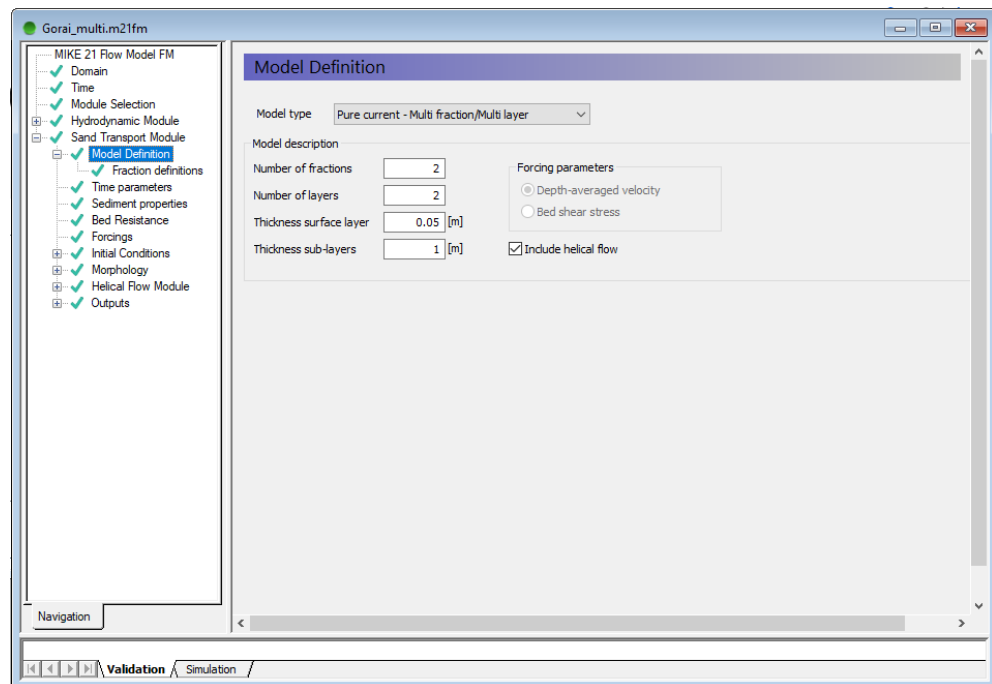 Gorai_multi.m21fm
MIKE 21 Flow Model FM
Domain
Time
Module Selection
Hydrodynamic Module
Sand Transport Module
Model Definition
Fraction definitions
Time parameters
Sediment properties
Bed Resistance
Forcings
Initial Conditions
Morphology
Helical Flow Module
Outputs
Navigation
Model Definition
Model type Pure current - Multi fraction/Multi layer
Model description
Number of fractions 2
Number of layers 2
Thickness surface layer 0.05 [m]
Thickness sub-layers 1 [m]
Forcing parameters
Depth-averaged velocity
Bed shear stress
Include helical flow
Validation Simulation